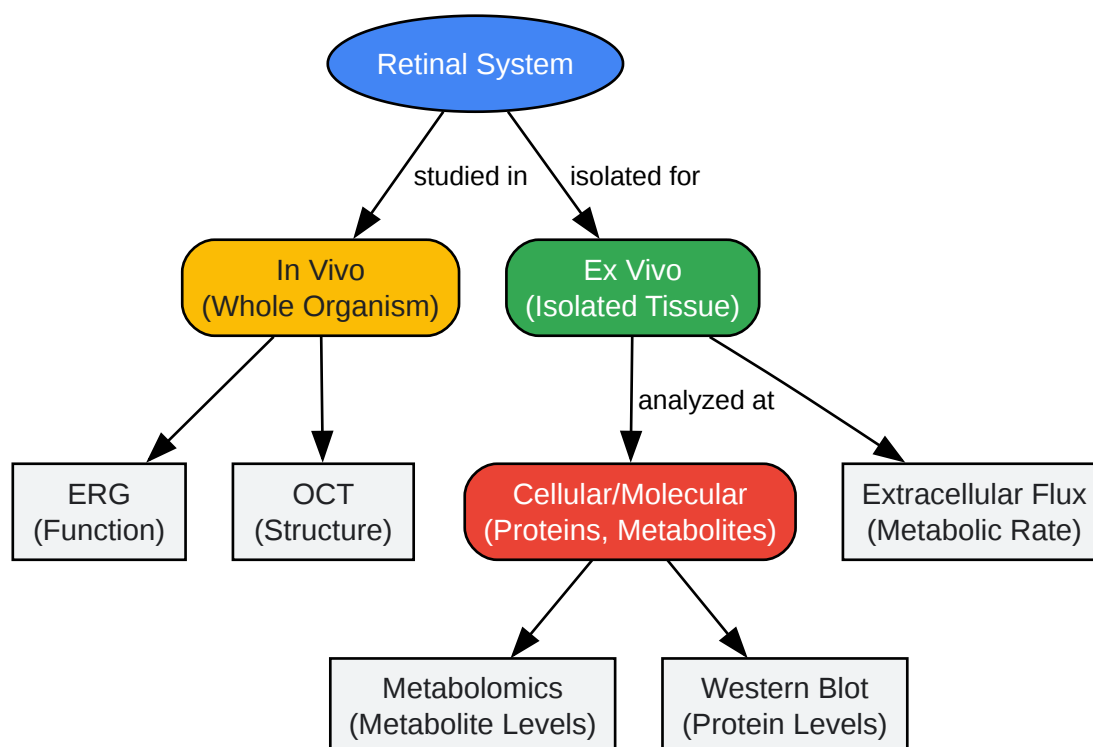 Retinal System
studied in
isolated for
In Vivo
(Whole Organism)
Ex Vivo
(Isolated Tissue)
analyzed at
ERG
(Function)
OCT
(Structure)
Cellular/Molecular
(Proteins, Metabolites)
Extracellular Flux
(Metabolic Rate)
Metabolomics
(Metabolite Levels)
Western Blot
(Protein Levels)